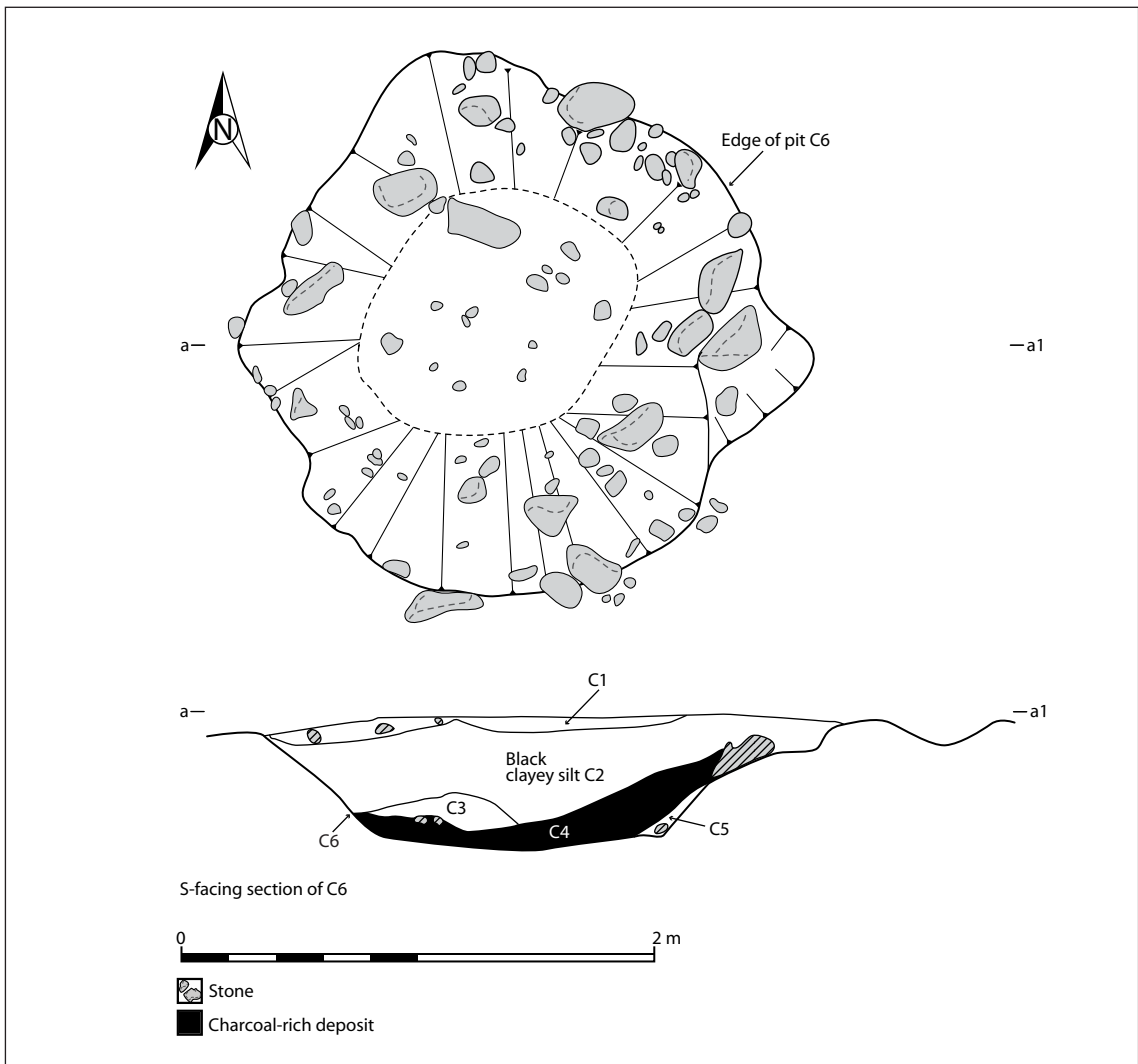 N
Edge of pit C6
a
a1
C1
a
a1
Black
clayey silt C2
C3
C4
C5
C6
S-facing section of C6
0
2 m
Stone
Charcoal-rich deposit